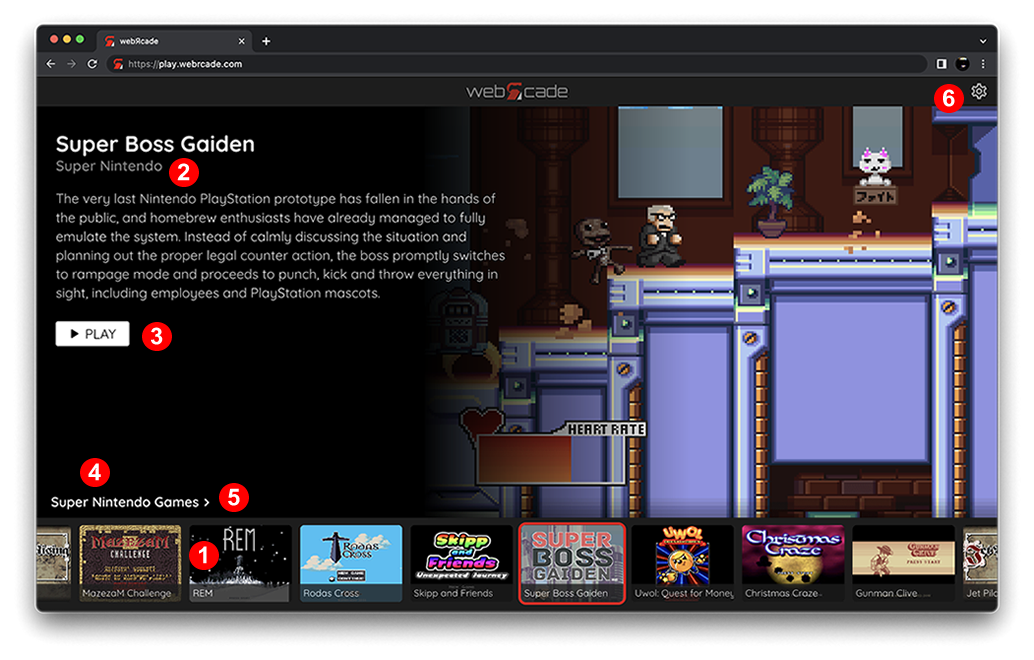 webЯcade
https://play.webrcade.com
web cade
6
Super Boss Gaiden
Super Nintendo
2
The very last Nintendo PlayStation prototype has fallen in the hands of
the public, and homebrew enthusiasts have already managed to fully
emulate the system. Instead of calmly discussing the situation and
planning out the proper legal counter action, the boss promptly switches
to rampage mode and proceeds to punch, kick and throw everything in
sight, including employees and PlayStation mascots.
PLAY
3
ファイト
HEART RATE
4
Super Nintendo Games
5
1
MAZEZAM
CHALLENGE
MazezaM Challenge
REM
REM
RODAS
CROSS
Rodas Cross
Skipp
and
Friends
Unexpected Journey
Skipp and Friends
SUPER
BOSS
GAIDEN
Super Boss Gaiden
UWOL
Uwol: Quest for Money
Christmas
Craze
Christmas Craze
GUNMAN
CLIVE
PRESS START
Gunman Clive...
Jet Pilo